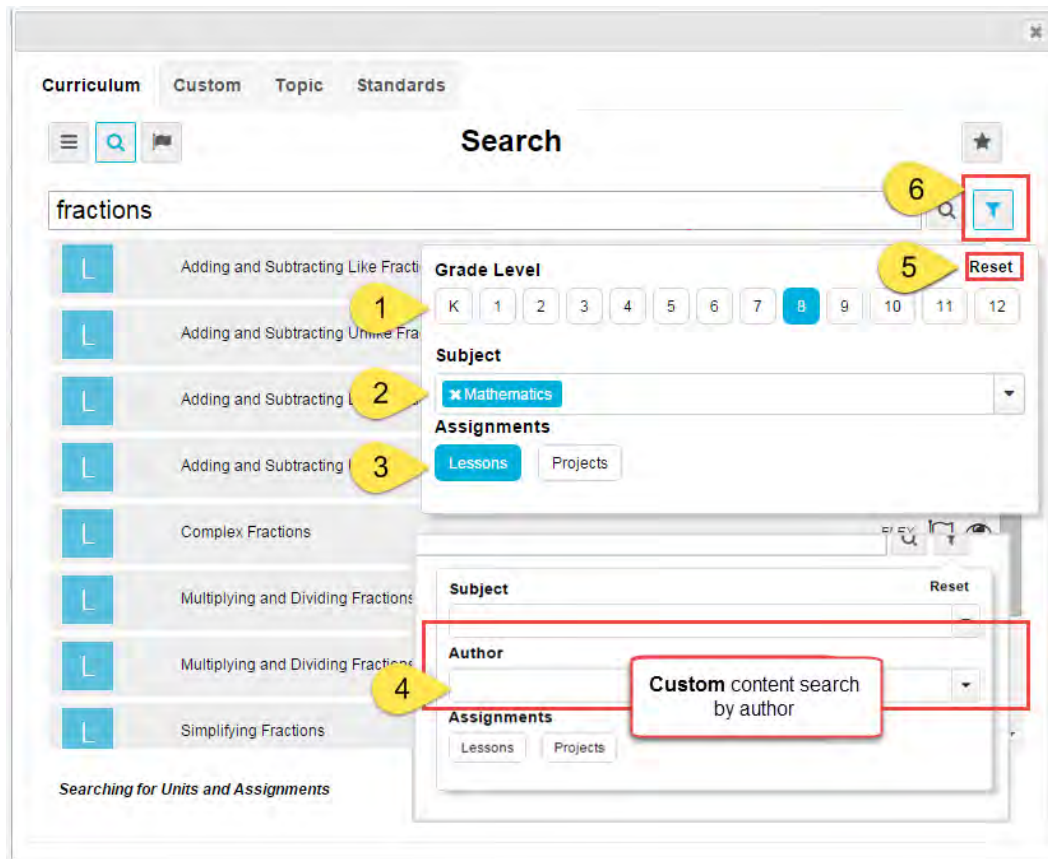 Curriculum Custom Topic Standards
Search
6
fractions
L Adding and Subtracting Like Fracti
Grade Level
5
Reset
1
K 1 2 3 4 5 6 7 8 9 10 11 12
L Adding and Subtracting Unlike Fra
Subject
L Adding and Subtracting
2
Mathematics
Assignments
L Adding and Subtracting
3
Lessons Projects
L Complex Fractions
L Multiplying and Dividing Fractions
Subject
Reset
Author
L Multiplying and Dividing Fractions
4
Custom content search
by author
Assignments
L Simplifying Fractions
Lessons Projects
Searching for Units and Assignments